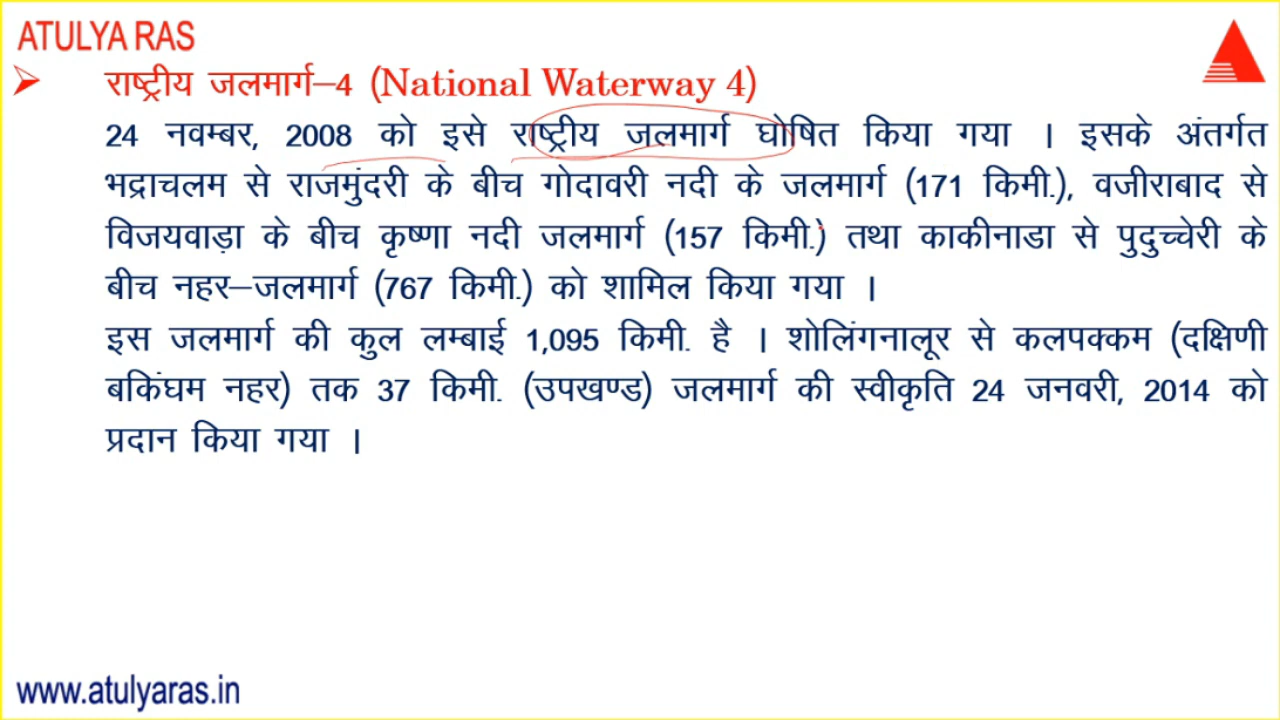 ATULYA RAS
राष्ट्रीय जलमार्ग–4 (National Waterway 4)
24 नवम्बर, 2008 को इसे राष्ट्रीय जलमार्ग घोषित किया गया । इसके अंतर्गत
भद्राचलम से राजमुंदरी के बीच गोदावरी नदी के जलमार्ग (171 किमी.), वजीराबाद से
विजयवाड़ा के बीच कृष्णा नदी जलमार्ग (157 किमी.) तथा काकीनाडा से पुदुच्चेरी के
बीच नहर–जलमार्ग (767 किमी.) को शामिल किया गया ।
इस जलमार्ग की कुल लम्बाई 1,095 किमी. है । शोलिंगनालूर से कलपक्कम (दक्षिणी
बकिंघम नहर) तक 37 किमी. (उपखण्ड) जलमार्ग की स्वीकृति 24 जनवरी, 2014 को
प्रदान किया गया ।
www.atulyaras.in